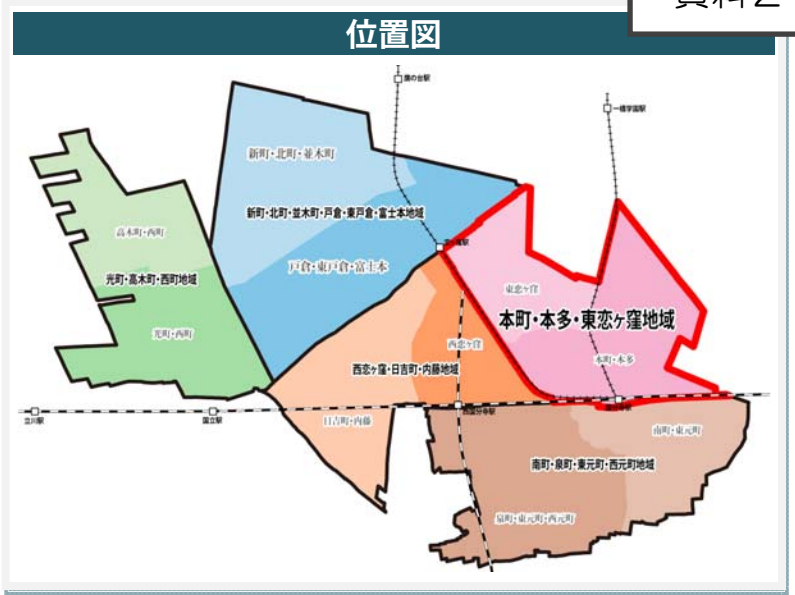 資料2
位置図
鷹の台駅
一橋学園駅
新町・北町・並木町
新町・北町・並木町・戸倉・東戸倉・富士本地域
高木町・西町
戸倉・東戸倉・富士本
恋ヶ窪駅
光町・高木町・西町地域
東恋ヶ窪
本町・本多・東恋ヶ窪地域
光町・西町
西恋ヶ窪
本町・本多
西恋ヶ窪・日吉町・内藤地域
立川駅
国立駅
西国分寺駅
国分寺駅
日吉町・内藤
南町・東元町
南町・泉町・東元町・西元町地域
泉町・東元町・西元町